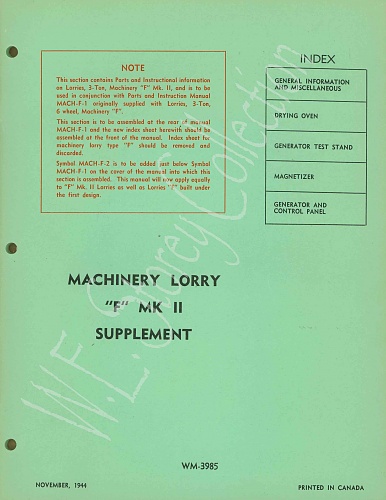 NOTE
This section contains Parts and Instructional information
on Lorries, 3-Ton, Machinery "F" Mk. II, and is to be
used in conjunction with Parts and Instruction Manual
MACH-F-1 originally supplied with Lorries, 3-Ton,
6 wheel, Machinery "F".
This section is to be assembled at the rear of manual
MACH-F-1 and the new index sheet herewith should be
assembled at the front of the manual. Index sheet for
machinery lorry type "F" should be removed and
discarded.
Symbol MACH-F-2 is to be added just below Symbol
MACH-F-1 on the cover of the manual into which this
section is assembled. This manual will now apply equally
to "F" Mk. II Lorries as well as Lorries "F" built under
the first design.
INDEX
GENERAL INFORMATION
AND MISCELLANEOUS
DRYING OVEN
GENERATOR TEST STAND
MAGNETIZER
GENERATOR AND
CONTROL PANEL
MACHINERY LORRY
"F" MK II
SUPPLEMENT
W.E. Storey Collection
WM-3985
NOVEMBER, 1944
PRINTED IN CANADA